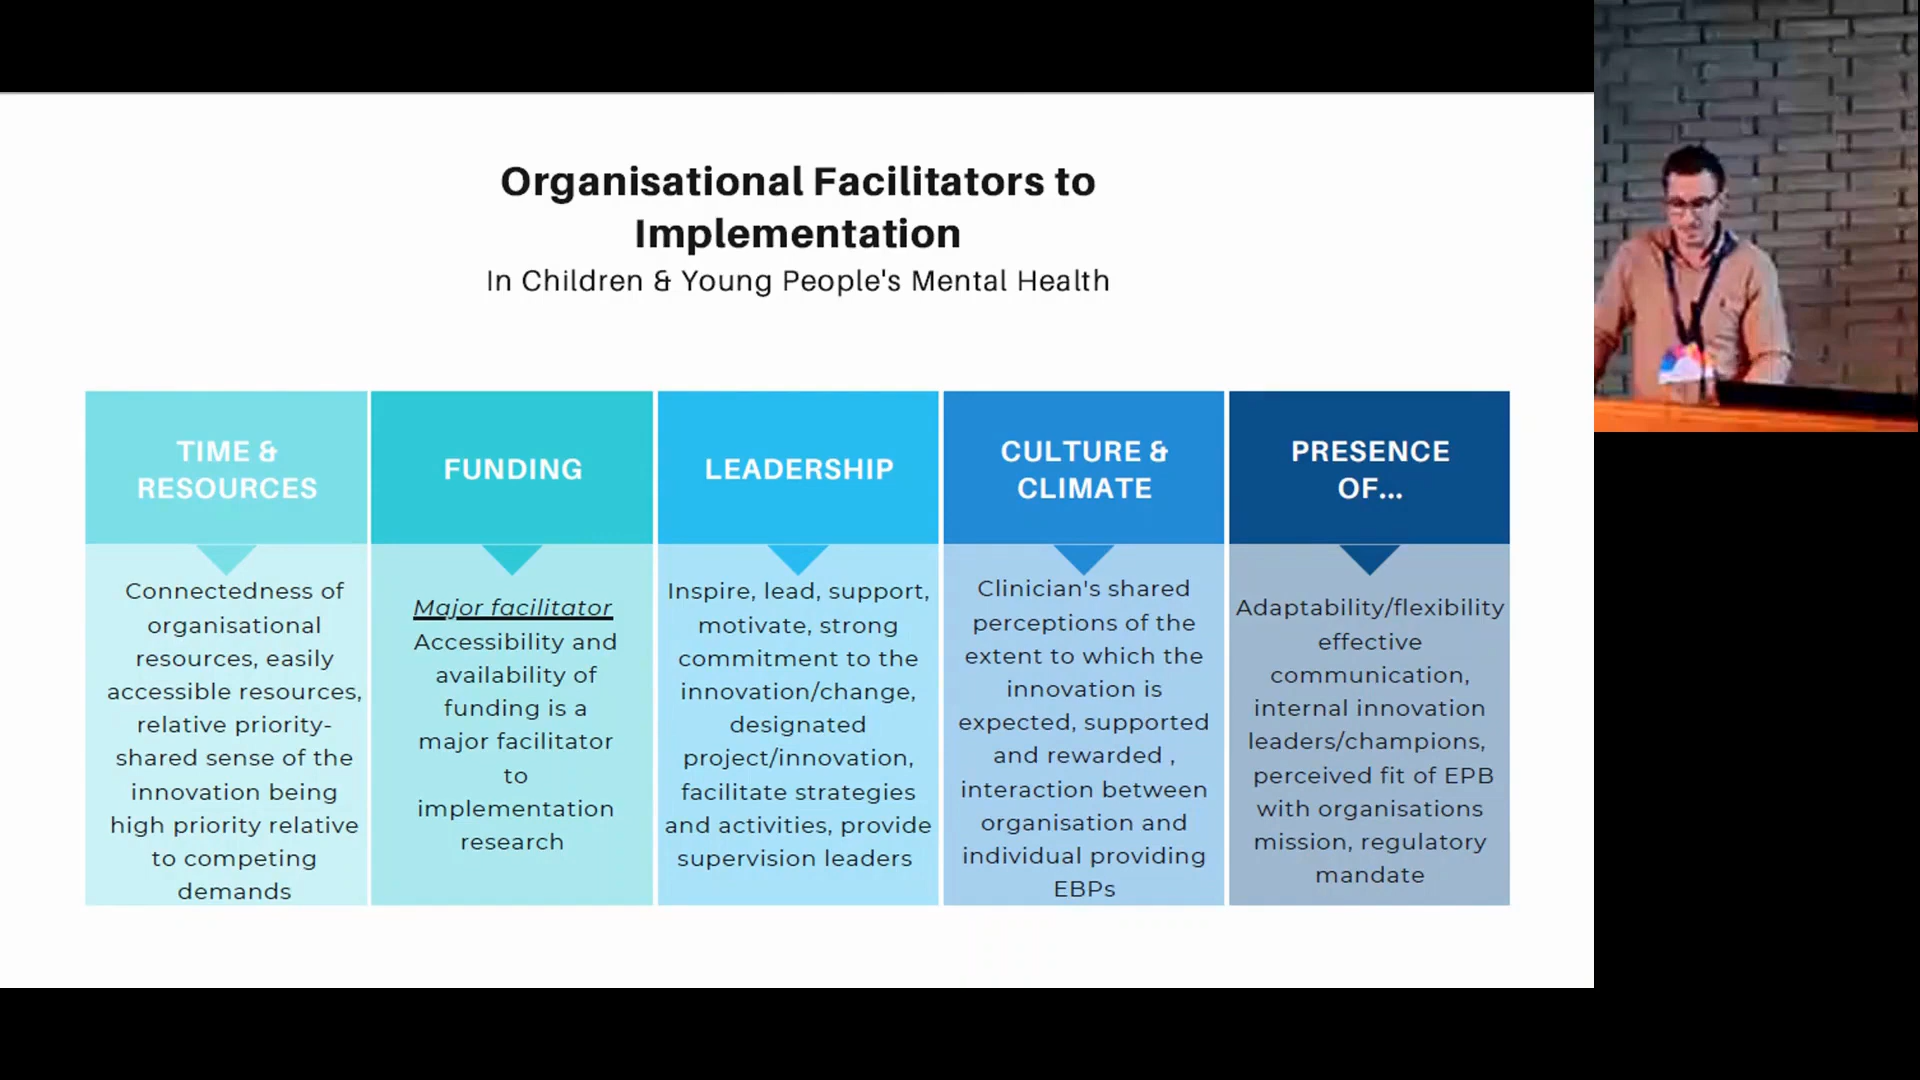 Organisational Facilitators to
Implementation
In Children & Young People's Mental Health
TIME &
RESOURCES
Connectedness of
organisational
resources, easily
accessible resources,
relative priority-
shared sense of the
innovation being
high priority relative
to competing
demands
FUNDING
Major facilitator
Accessibility and
availability of
funding is a
major facilitator
to
implementation
research
LEADERSHIP
Inspire, lead, support,
motivate, strong
commitment to the
innovation/change,
designated
project/innovation,
facilitate strategies
and activities, provide
supervision leaders
CULTURE &
CLIMATE
Clinician's shared
perceptions of the
extent to which the
innovation is
expected, supported
and rewarded ,
interaction between
organisation and
individual providing
EBPs
PRESENCE
OF...
Adaptability/flexibility
effective
communication,
internal innovation
leaders/champions,
perceived fit of EPB
with organisations
mission, regulatory
mandate